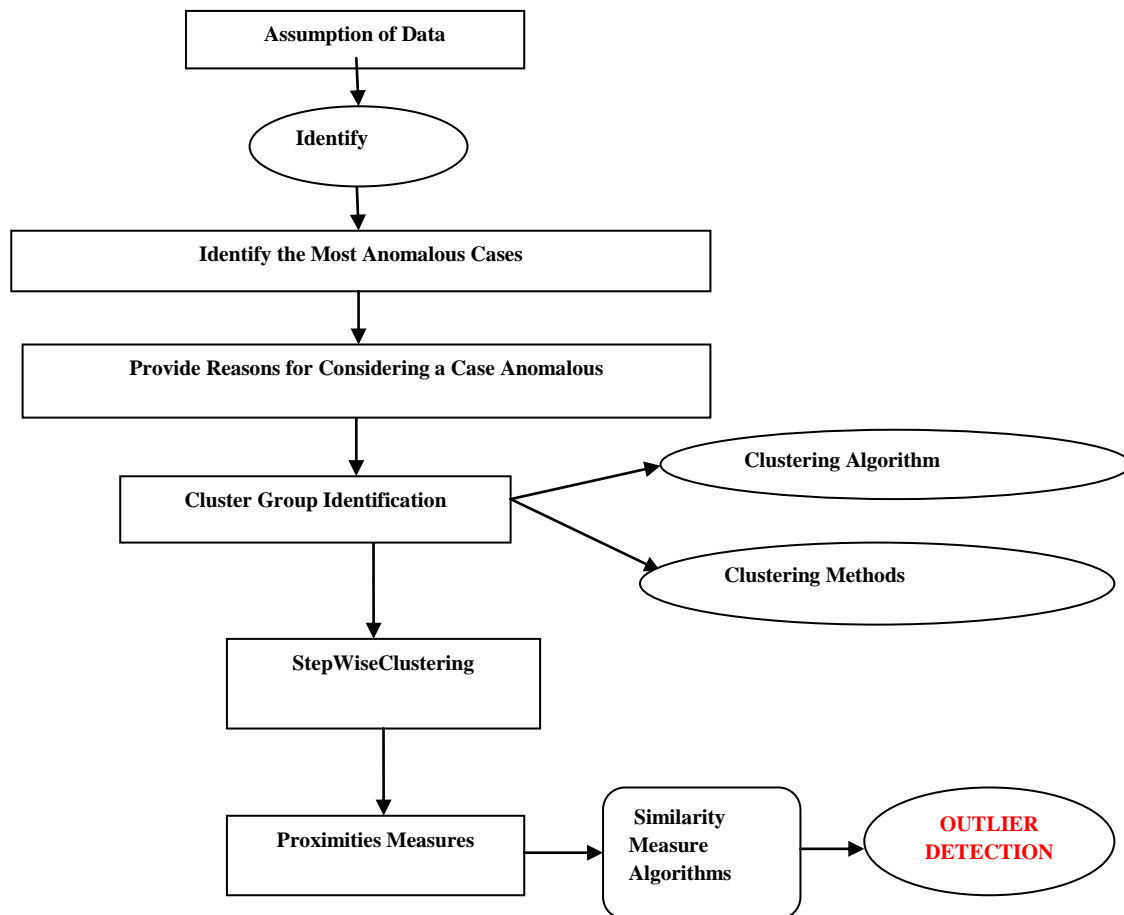 Assumption of Data
Identify
Identify the Most Anomalous Cases
Provide Reasons for Considering a Case Anomalous
Clustering Algorithm
Cluster Group Identification
Clustering Methods
StepWiseClustering
Proximities Measures
Similarity
Measure
Algorithms
OUTLIER
DETECTION